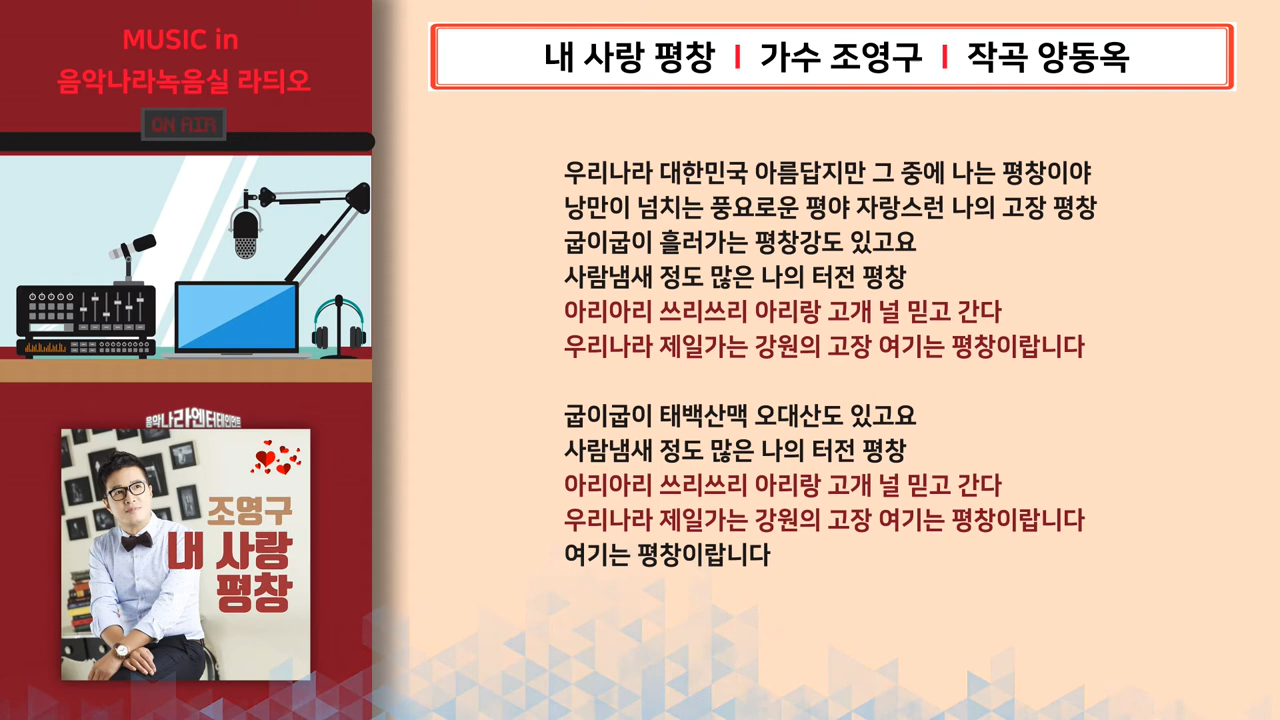 MUSIC in
음악나라녹음실 라듸오
ON AIR
음악나라엔터테인먼트
조영구
내 사랑
평창
내 사랑 평창 I 가수 조영구 I 작곡 양동옥
우리나라 대한민국 아름답지만 그 중에 나는 평창이야
낭만이 넘치는 풍요로운 평야 자랑스런 나의 고장 평창
굽이굽이 흘러가는 평창강도 있고요
사람냄새 정도 많은 나의 터전 평창
아리아리 쓰리쓰리 아리랑 고개 널 믿고 간다
우리나라 제일가는 강원의 고장 여기는 평창이랍니다
굽이굽이 태백산맥 오대산도 있고요
사람냄새 정도 많은 나의 터전 평창
아리아리 쓰리쓰리 아리랑 고개 널 믿고 간다
우리나라 제일가는 강원의 고장 여기는 평창이랍니다
여기는 평창이랍니다